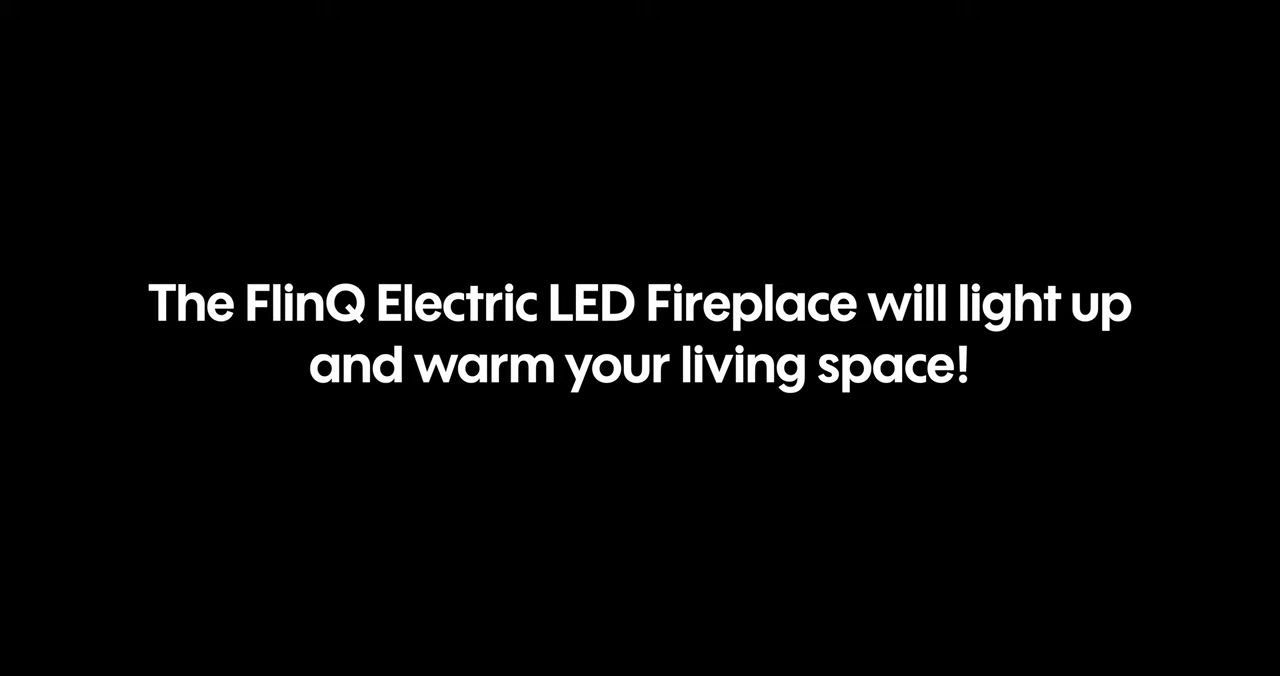 The FlinQ Electric LED Fireplace will light up
and warm your living space!